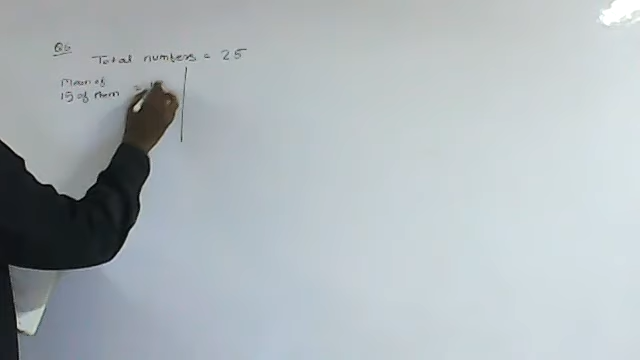 Q6
Total numbers = 25
Mean of
15 of them =